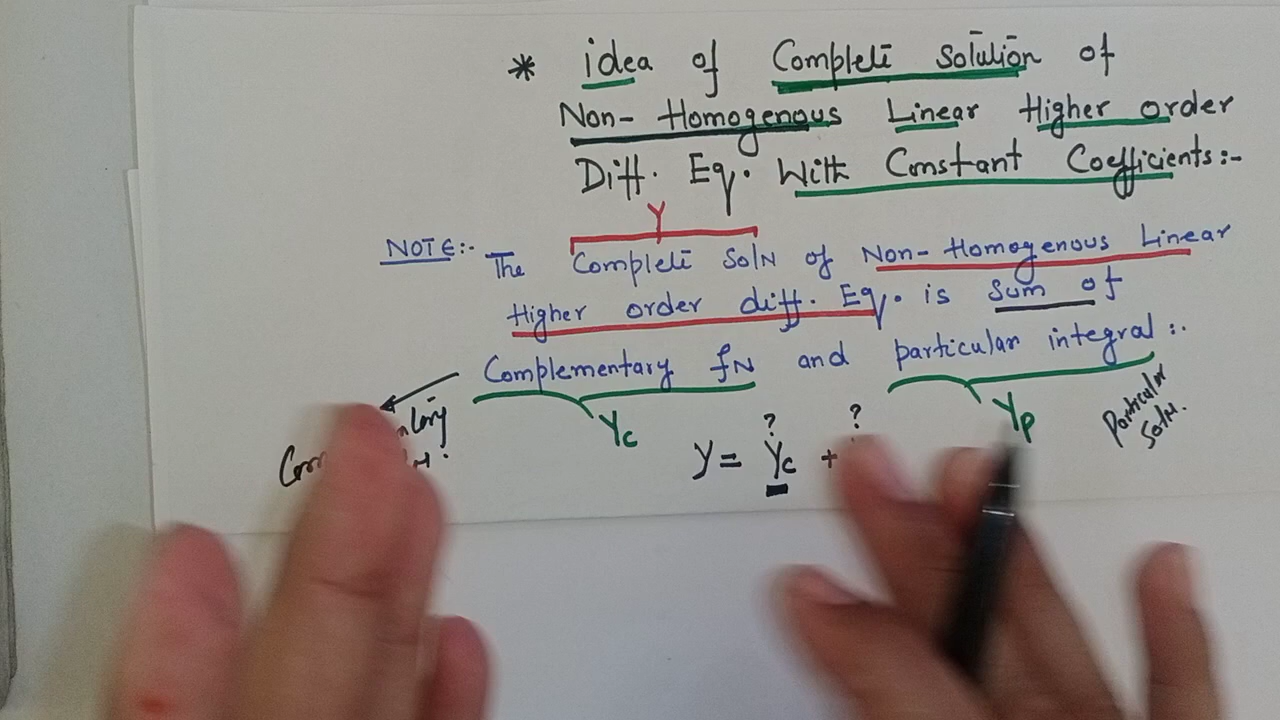 * idea of Complete Solution of
Non-Homogenous Linear Higher order
Diff. Eq. With Constant Coefficients:-
Y
NOTE:- The Complete SolN of Non-Homogenous Linear
Higher order diff. Eq. is Sum of
Complementary fN and particular integral:.
Yc
Yp
Particular SolN.
? ?
Y = Yc +